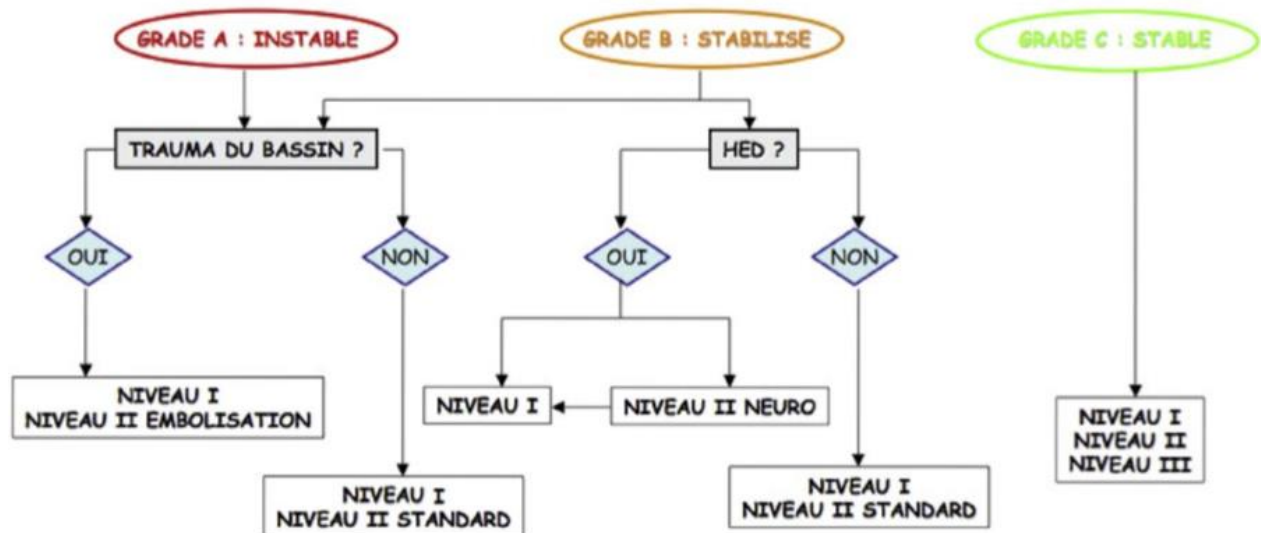 GRADE A : INSTABLE
GRADE B : STABILISE
GRADE C : STABLE
TRAUMA DU BASSIN ?
HED ?
OUI
NON
OUI
NON
NIVEAU I
NIVEAU II EMBOLISATION
NIVEAU I
NIVEAU II NEURO
NIVEAU I
NIVEAU II
NIVEAU III
NIVEAU I
NIVEAU II STANDARD
NIVEAU I
NIVEAU II STANDARD